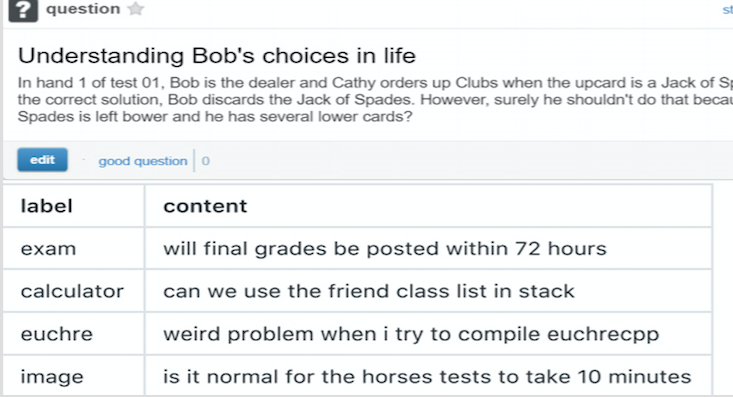 ? question st
Understanding Bob's choices in life
In hand 1 of test 01, Bob is the dealer and Cathy orders up Clubs when the upcard is a Jack of
the correct solution, Bob discards the Jack of Spades. However, surely he shouldn't do that
Spades is left bower and he has several lower cards?
edit · good question 0
label content
exam will final grades be posted within 72 hours
calculator can we use the friend class list in stack
euchre weird problem when i try to compile euchrecpp
image is it normal for the horses tests to take 10 minutes